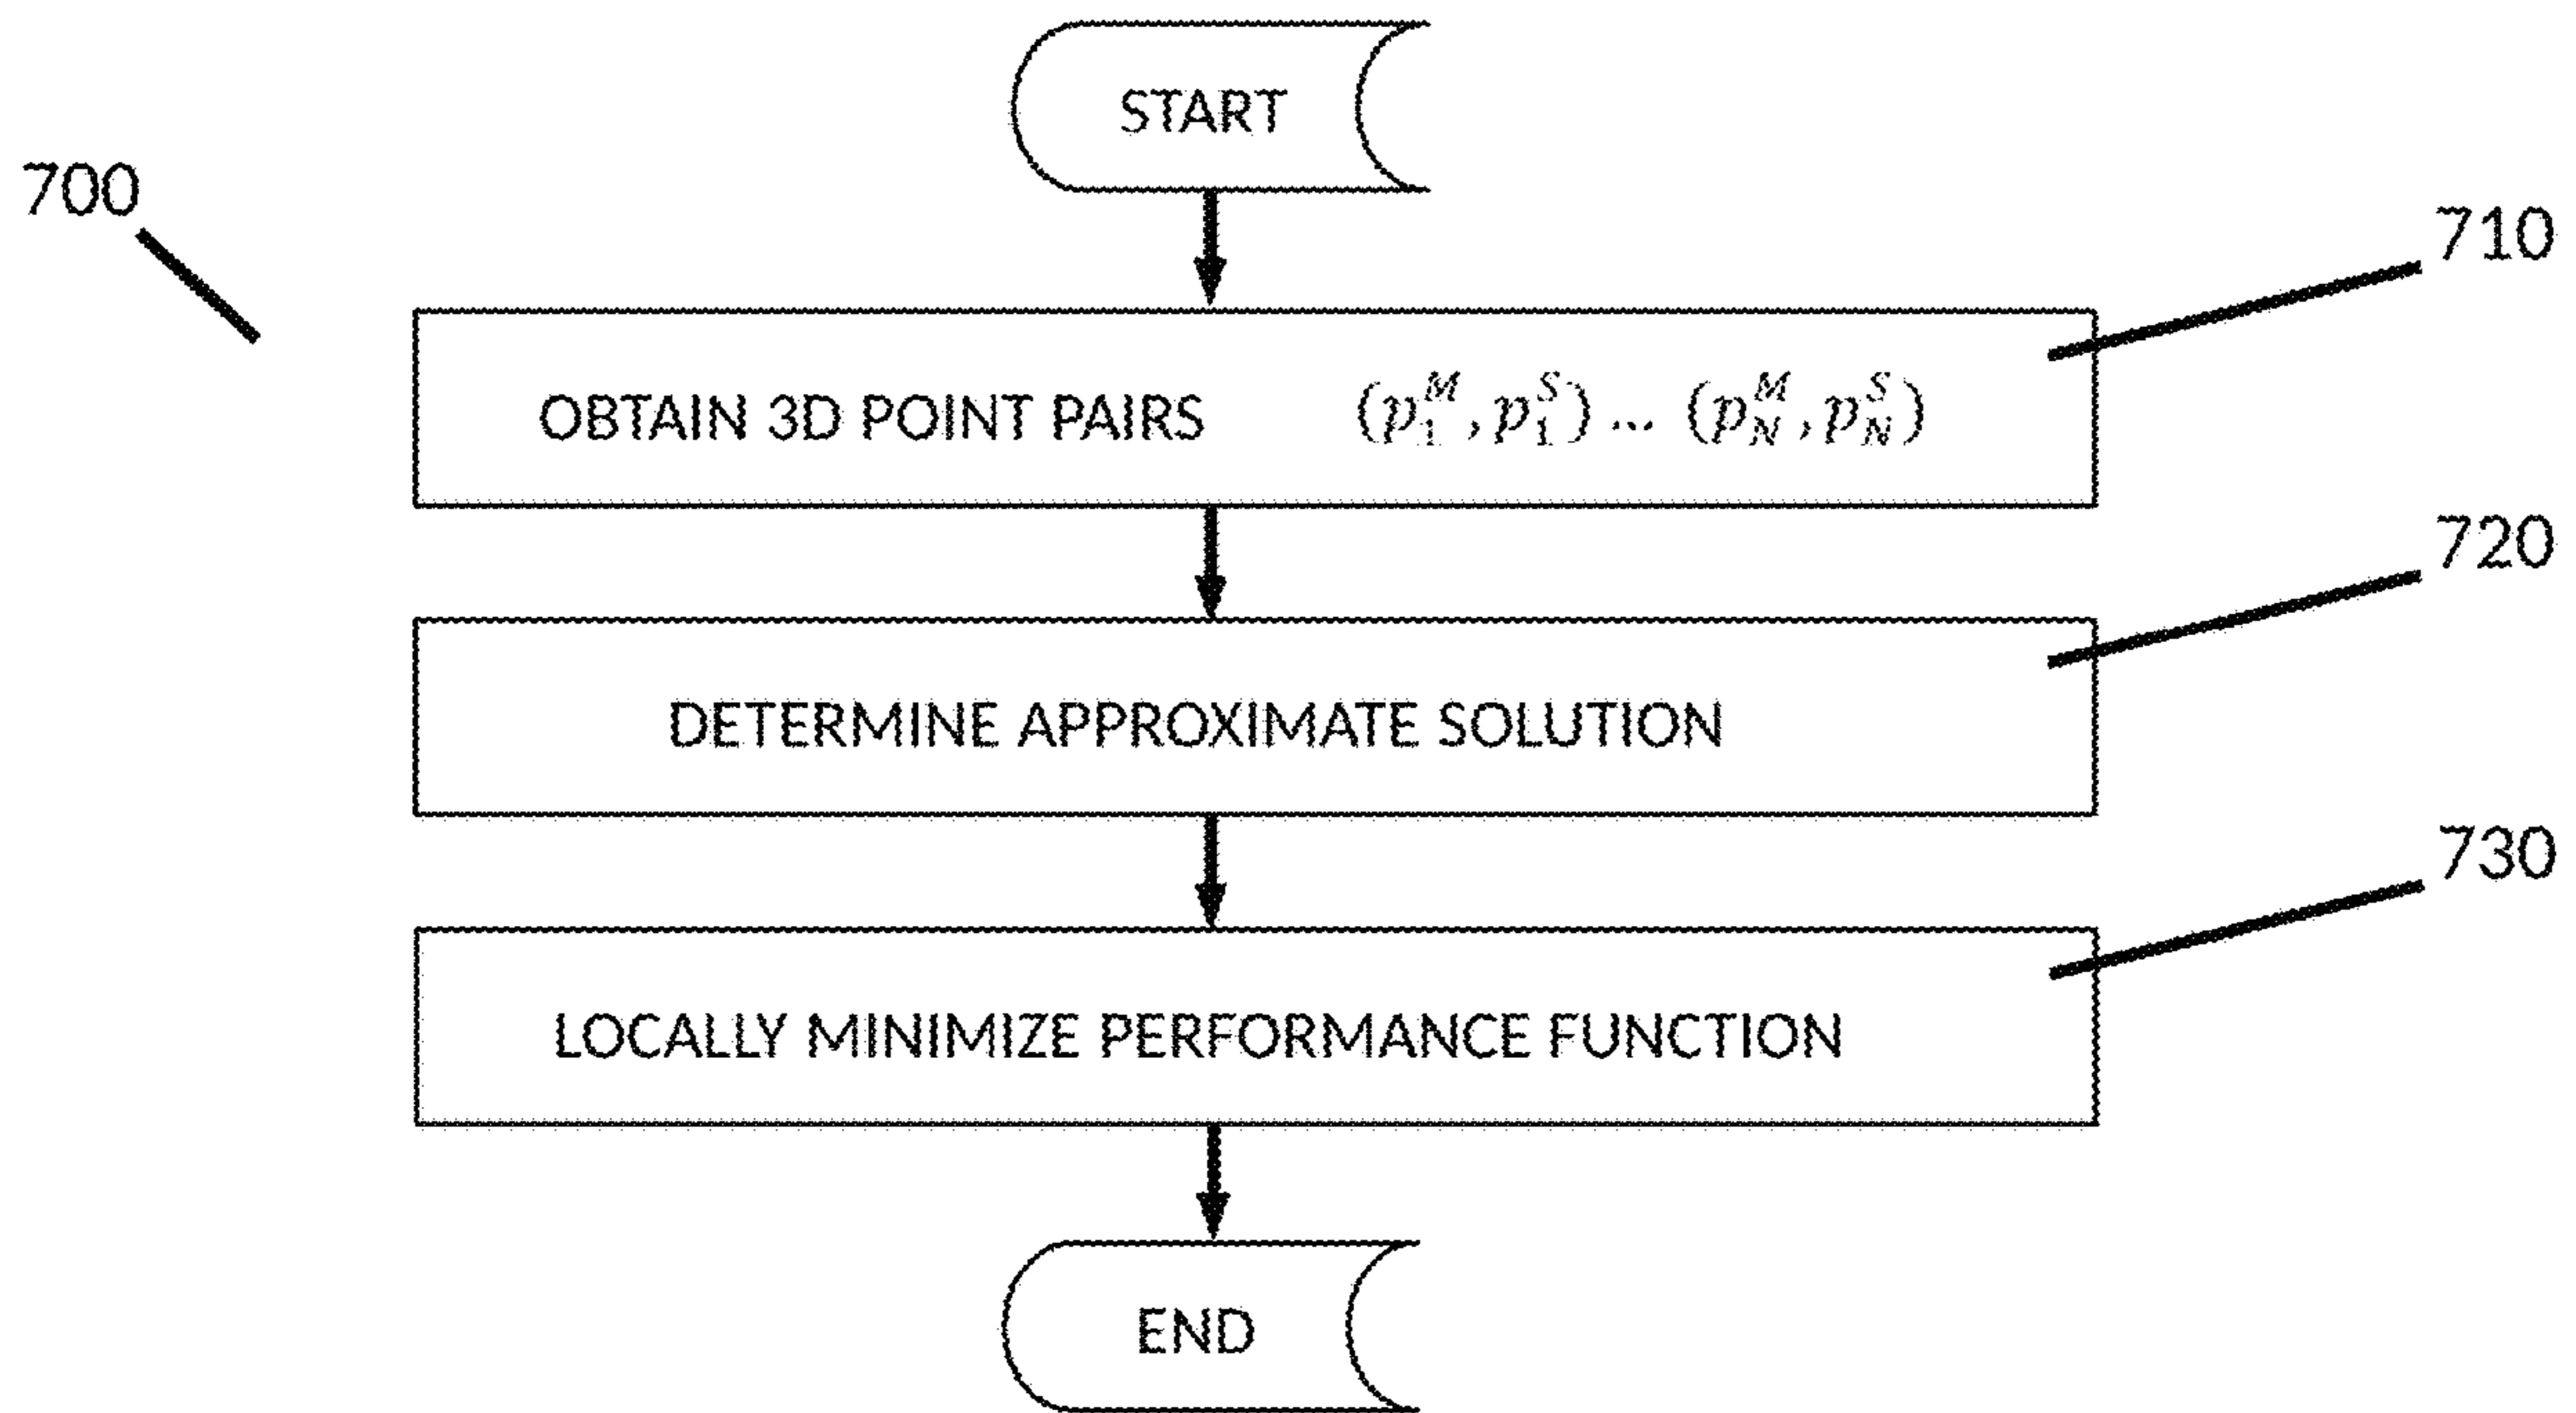 START
700
710
OBTAIN 3D POINT PAIRS (p₁ᴹ, p₁ˢ) ... (p_Nᴹ, p_Nˢ)
720
DETERMINE APPROXIMATE SOLUTION
730
LOCALLY MINIMIZE PERFORMANCE FUNCTION
END